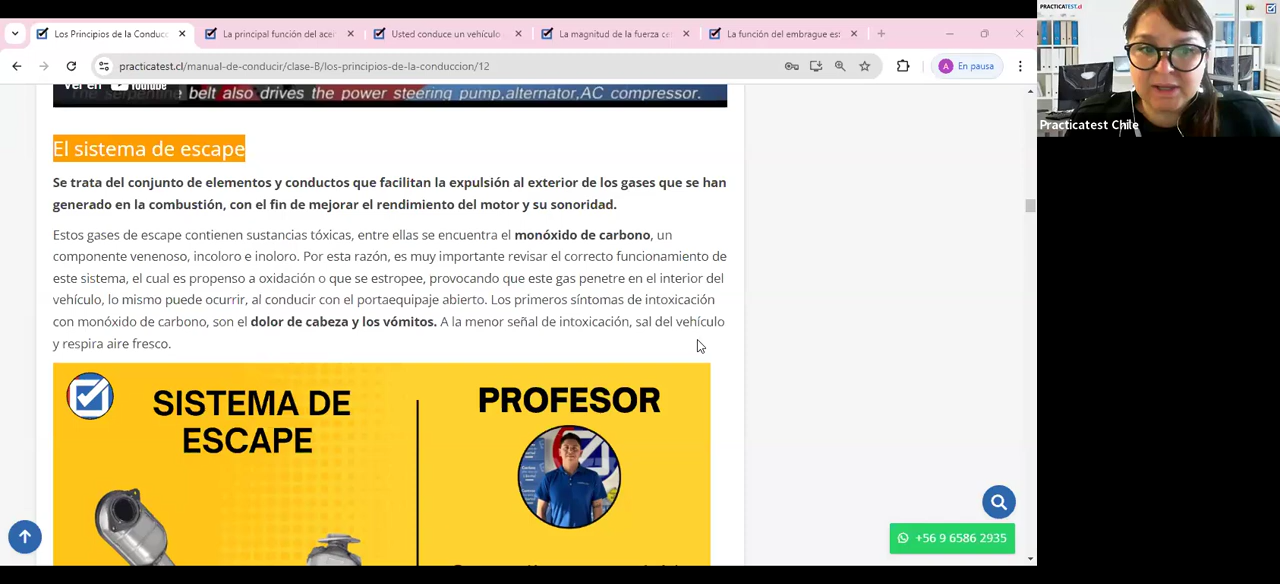 PRACTICATEST.cl
Los Principios de la Conducc
La principal función del ace
Usted conduce un vehículo
La magnitud de la fuerza ce
La función del embrague es
practicatest.cl/manual-de-conducir/clase-B/los-principios-de-la-conduccion/12
A
En pausa
Ver en YouTube
The Serpentine belt also drives the power steering pump,alternator,AC compressor.
Practicatest Chile
El sistema de escape
Se trata del conjunto de elementos y conductos que facilitan la expulsión al exterior de los gases que se han
generado en la combustión, con el fin de mejorar el rendimiento del motor y su sonoridad.
Estos gases de escape contienen sustancias tóxicas, entre ellas se encuentra el monóxido de carbono, un
componente venenoso, incoloro e inoloro. Por esta razón, es muy importante revisar el correcto funcionamiento de
este sistema, el cual es propenso a oxidación o que se estropee, provocando que este gas penetre en el interior del
vehículo, lo mismo puede ocurrir, al conducir con el portaequipaje abierto. Los primeros síntomas de intoxicación
con monóxido de carbono, son el dolor de cabeza y los vómitos. A la menor señal de intoxicación, sal del vehículo
y respira aire fresco.
SISTEMA DE
ESCAPE
PROFESOR
+56 9 6586 2935